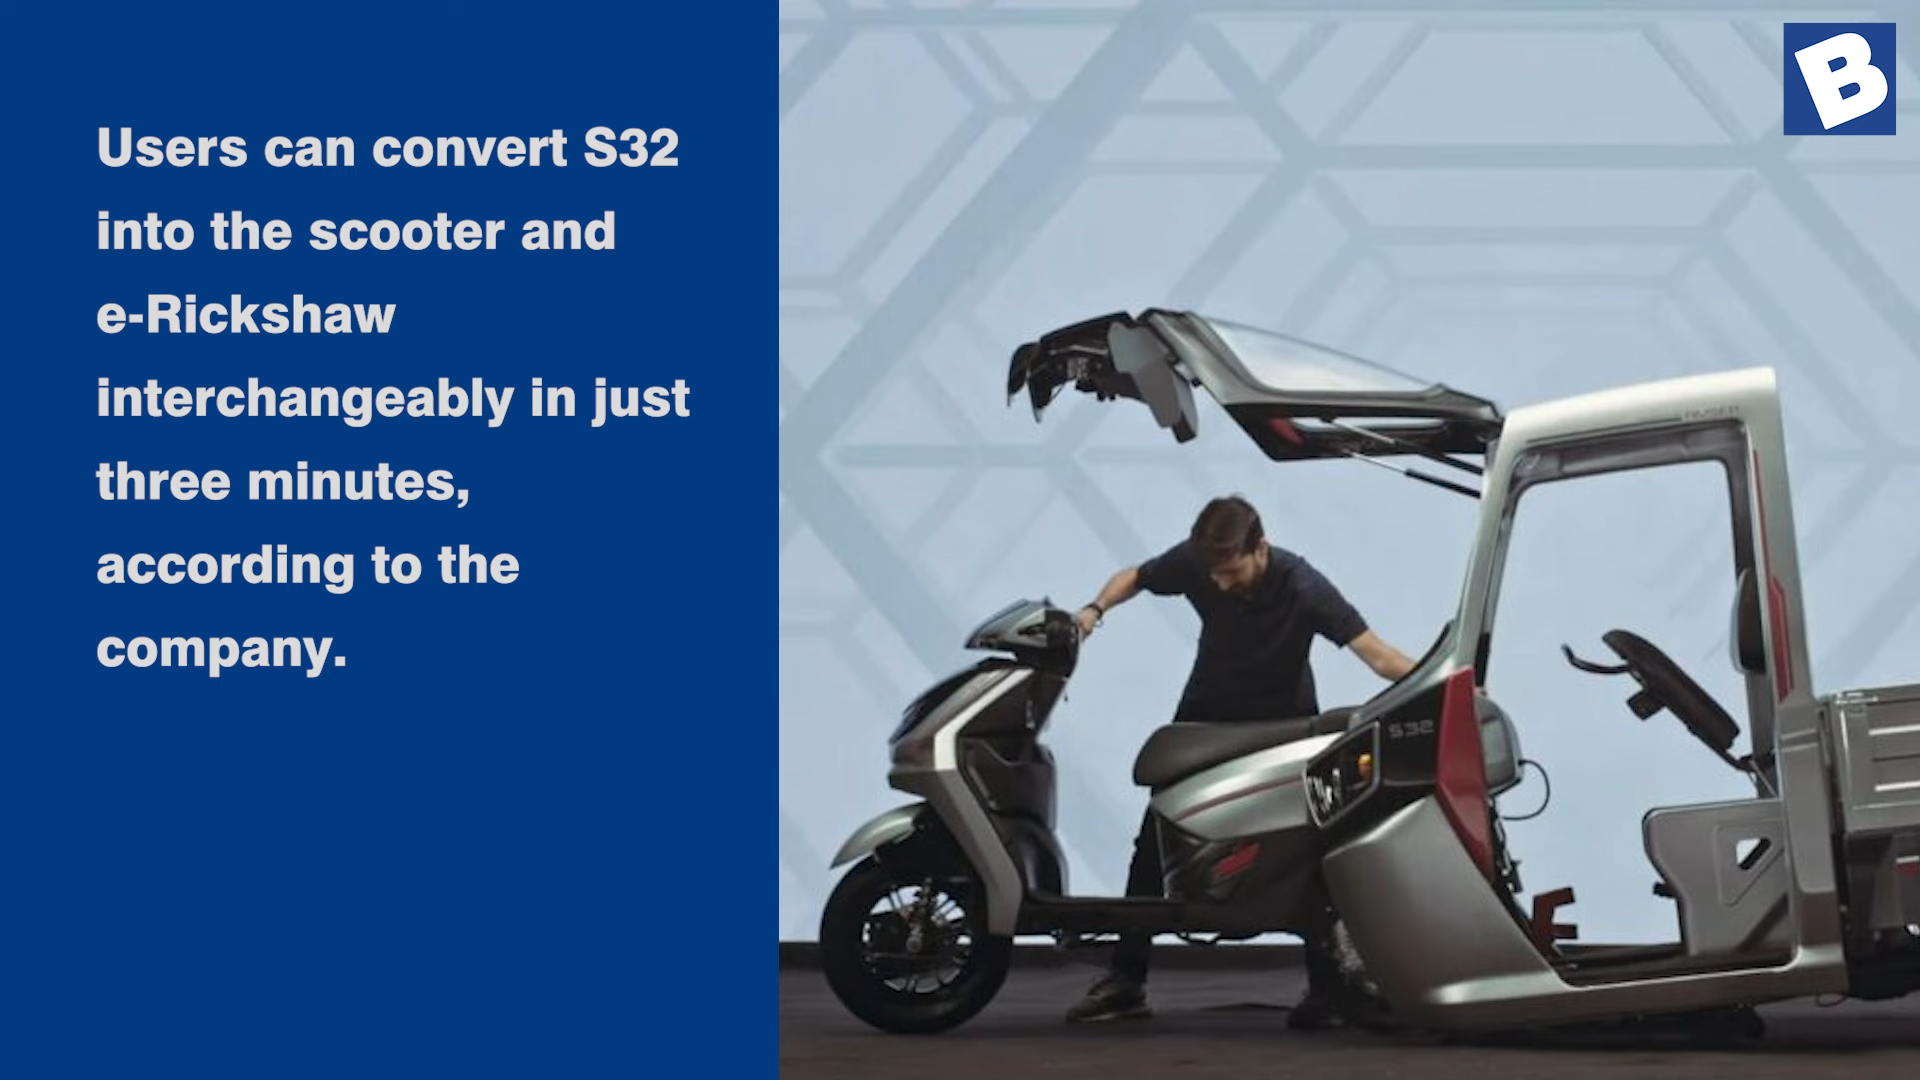 Users can convert S32
into the scooter and
e-Rickshaw
interchangeably in just
three minutes,
according to the
company.
B
S32